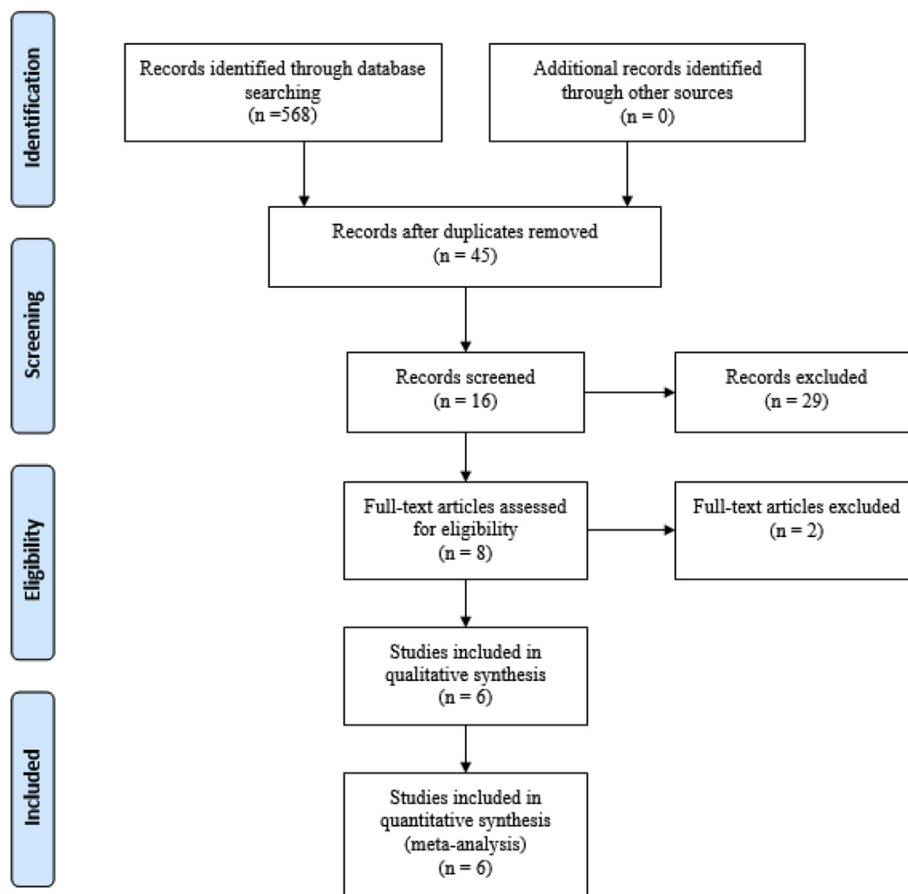 Identification
Records identified through database
searching
(n =568)
Additional records identified
through other sources
(n = 0)
Records after duplicates removed
(n = 45)
Screening
Records screened
(n = 16)
Records excluded
(n = 29)
Eligibility
Full-text articles assessed
for eligibility
(n = 8)
Full-text articles excluded
(n = 2)
Studies included in
qualitative synthesis
(n = 6)
Included
Studies included in
quantitative synthesis
(meta-analysis)
(n = 6)